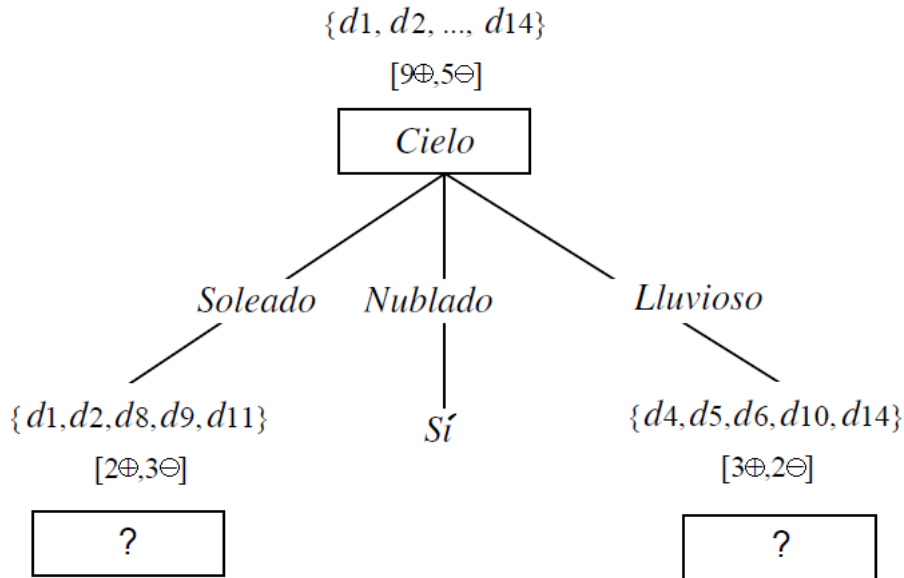 {d1, d2, ..., d14}
[9⊕,5⊖]
Cielo
Soleado Nublado Lluvioso
{d1,d2,d8,d9,d11} Sí {d4,d5,d6,d10,d14}
[2⊕,3⊖] [3⊕,2⊖]
? ?